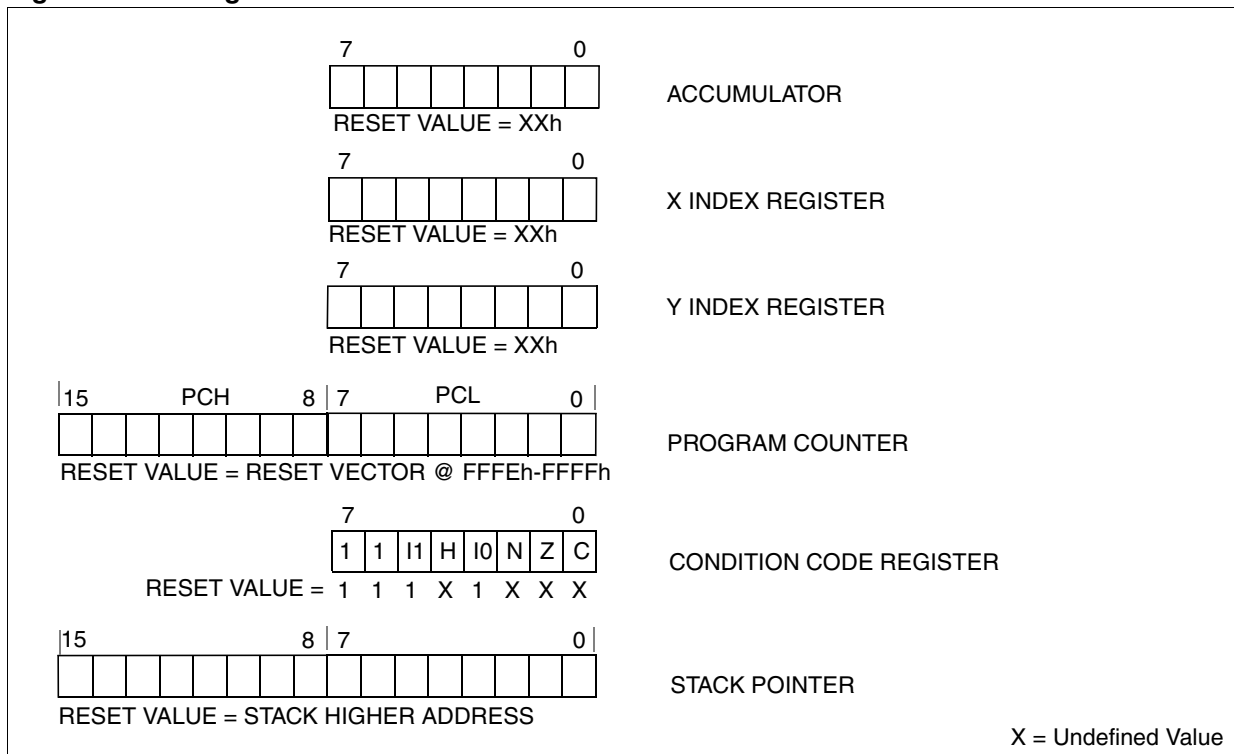 7 0
ACCUMULATOR
RESET VALUE = XXh
7 0
X INDEX REGISTER
RESET VALUE = XXh
7 0
Y INDEX REGISTER
RESET VALUE = XXh
15 PCH 8 7 PCL 0
PROGRAM COUNTER
RESET VALUE = RESET VECTOR @ FFFEh-FFFFh
7 0
1 1 I1 H I0 N Z C
CONDITION CODE REGISTER
RESET VALUE = 1 1 1 X 1 X X X
15 8 7 0
STACK POINTER
RESET VALUE = STACK HIGHER ADDRESS
X = Undefined Value